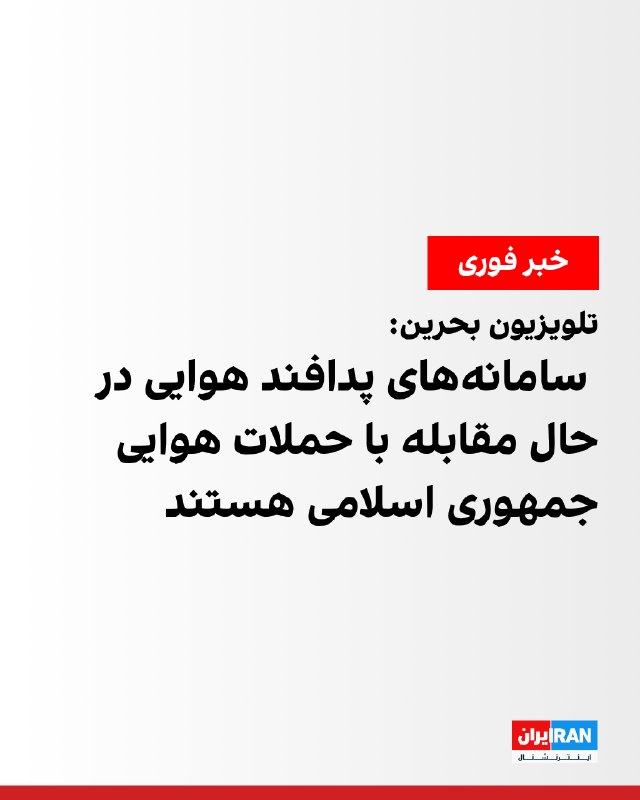 خبر فوری
تلویزیون بحرین:
سامانه‌های پدافند هوایی در
حال مقابله با حملات هوایی
جمهوری اسلامی هستند
ایران IRAN
اینترنشنال